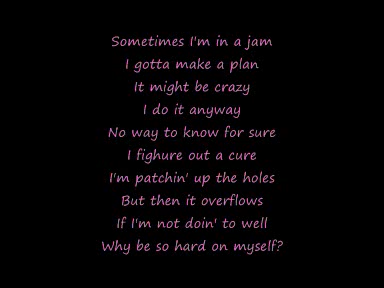 Sometimes I'm in a jam
I gotta make a plan
It might be crazy
I do it anyway
No way to know for sure
I fighure out a cure
I'm patchin' up the holes
But then it overflows
If I'm not doin' to well
Why be so hard on myself?